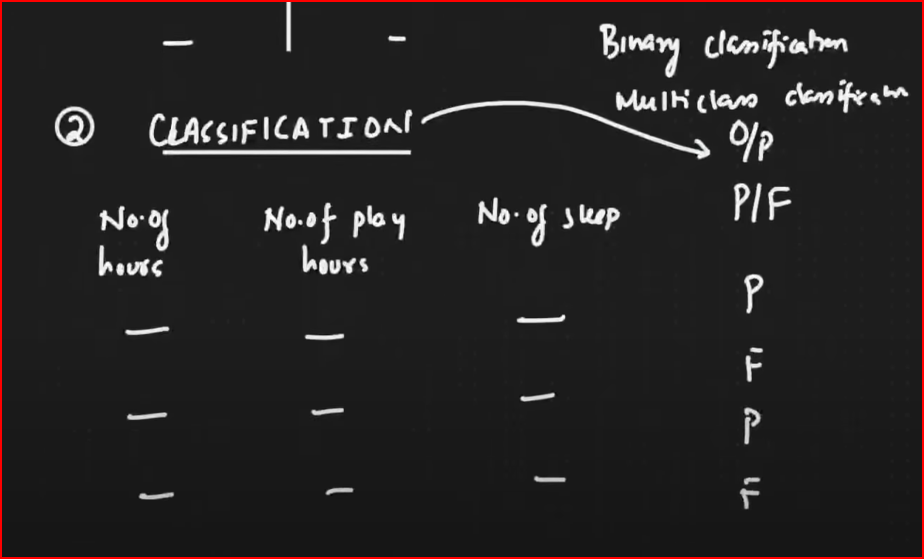 Binary classification
Multiclass classification
② CLASSIFICATION
O/P
No. of hours
No. of play hours
No. of sleep
P/F
P
F
P
F